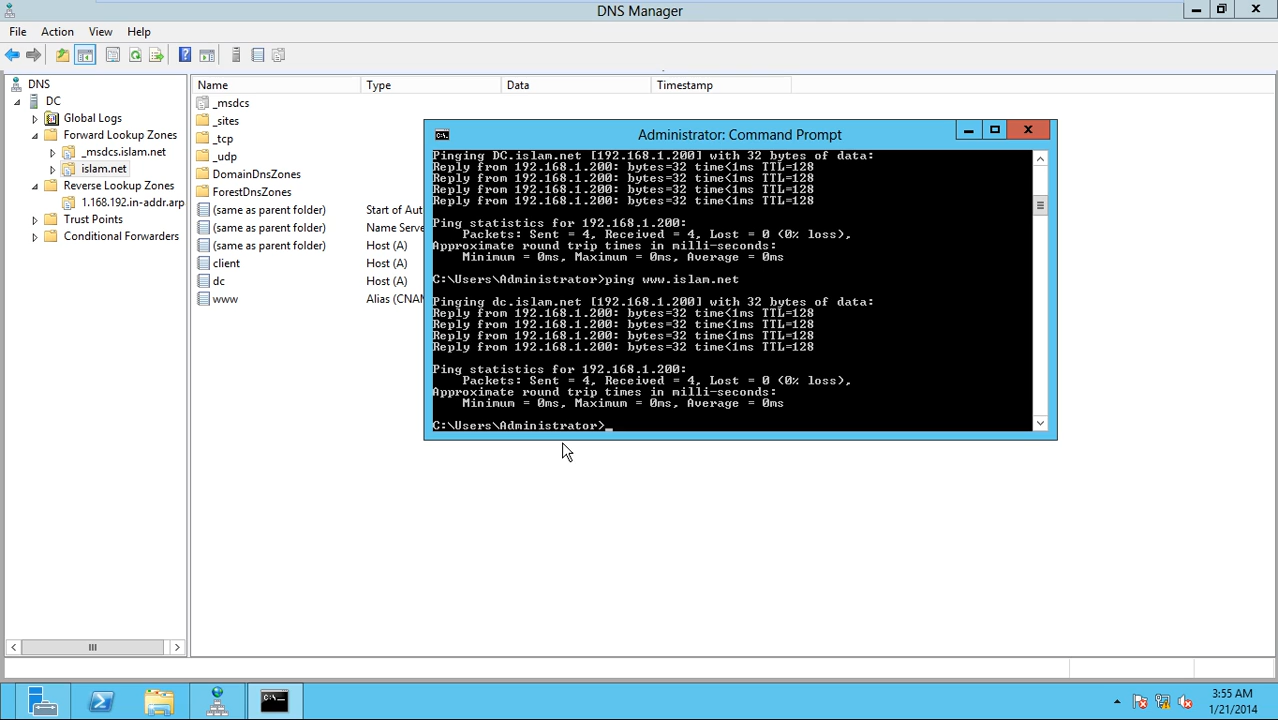 DNS Manager
File Action View Help
DNS
DC
Global Logs
Forward Lookup Zones
_msdcs.islam.net
islam.net
Reverse Lookup Zones
1.168.192.in-addr.arp
Trust Points
Conditional Forwarders
Name Type Data Timestamp
_msdcs
_sites
_tcp
_udp
DomainDnsZones
ForestDnsZones
(same as parent folder) Start of Aut
(same as parent folder) Name Serve
(same as parent folder) Host (A)
client Host (A)
dc Host (A)
www Alias (CNAM
Administrator: Command Prompt
Pinging DC.islam.net [192.168.1.200] with 32 bytes of data:
Reply from 192.168.1.200: bytes=32 time<1ms TTL=128
Reply from 192.168.1.200: bytes=32 time<1ms TTL=128
Reply from 192.168.1.200: bytes=32 time<1ms TTL=128
Reply from 192.168.1.200: bytes=32 time<1ms TTL=128
Ping statistics for 192.168.1.200:
Packets: Sent = 4, Received = 4, Lost = 0 (0% loss),
Approximate round trip times in milli-seconds:
Minimum = 0ms, Maximum = 0ms, Average = 0ms
C:\Users\Administrator>ping www.islam.net
Pinging dc.islam.net [192.168.1.200] with 32 bytes of data:
Reply from 192.168.1.200: bytes=32 time<1ms TTL=128
Reply from 192.168.1.200: bytes=32 time<1ms TTL=128
Reply from 192.168.1.200: bytes=32 time<1ms TTL=128
Reply from 192.168.1.200: bytes=32 time<1ms TTL=128
Ping statistics for 192.168.1.200:
Packets: Sent = 4, Received = 4, Lost = 0 (0% loss),
Approximate round trip times in milli-seconds:
Minimum = 0ms, Maximum = 0ms, Average = 0ms
C:\Users\Administrator>_
3:55 AM
1/21/2014